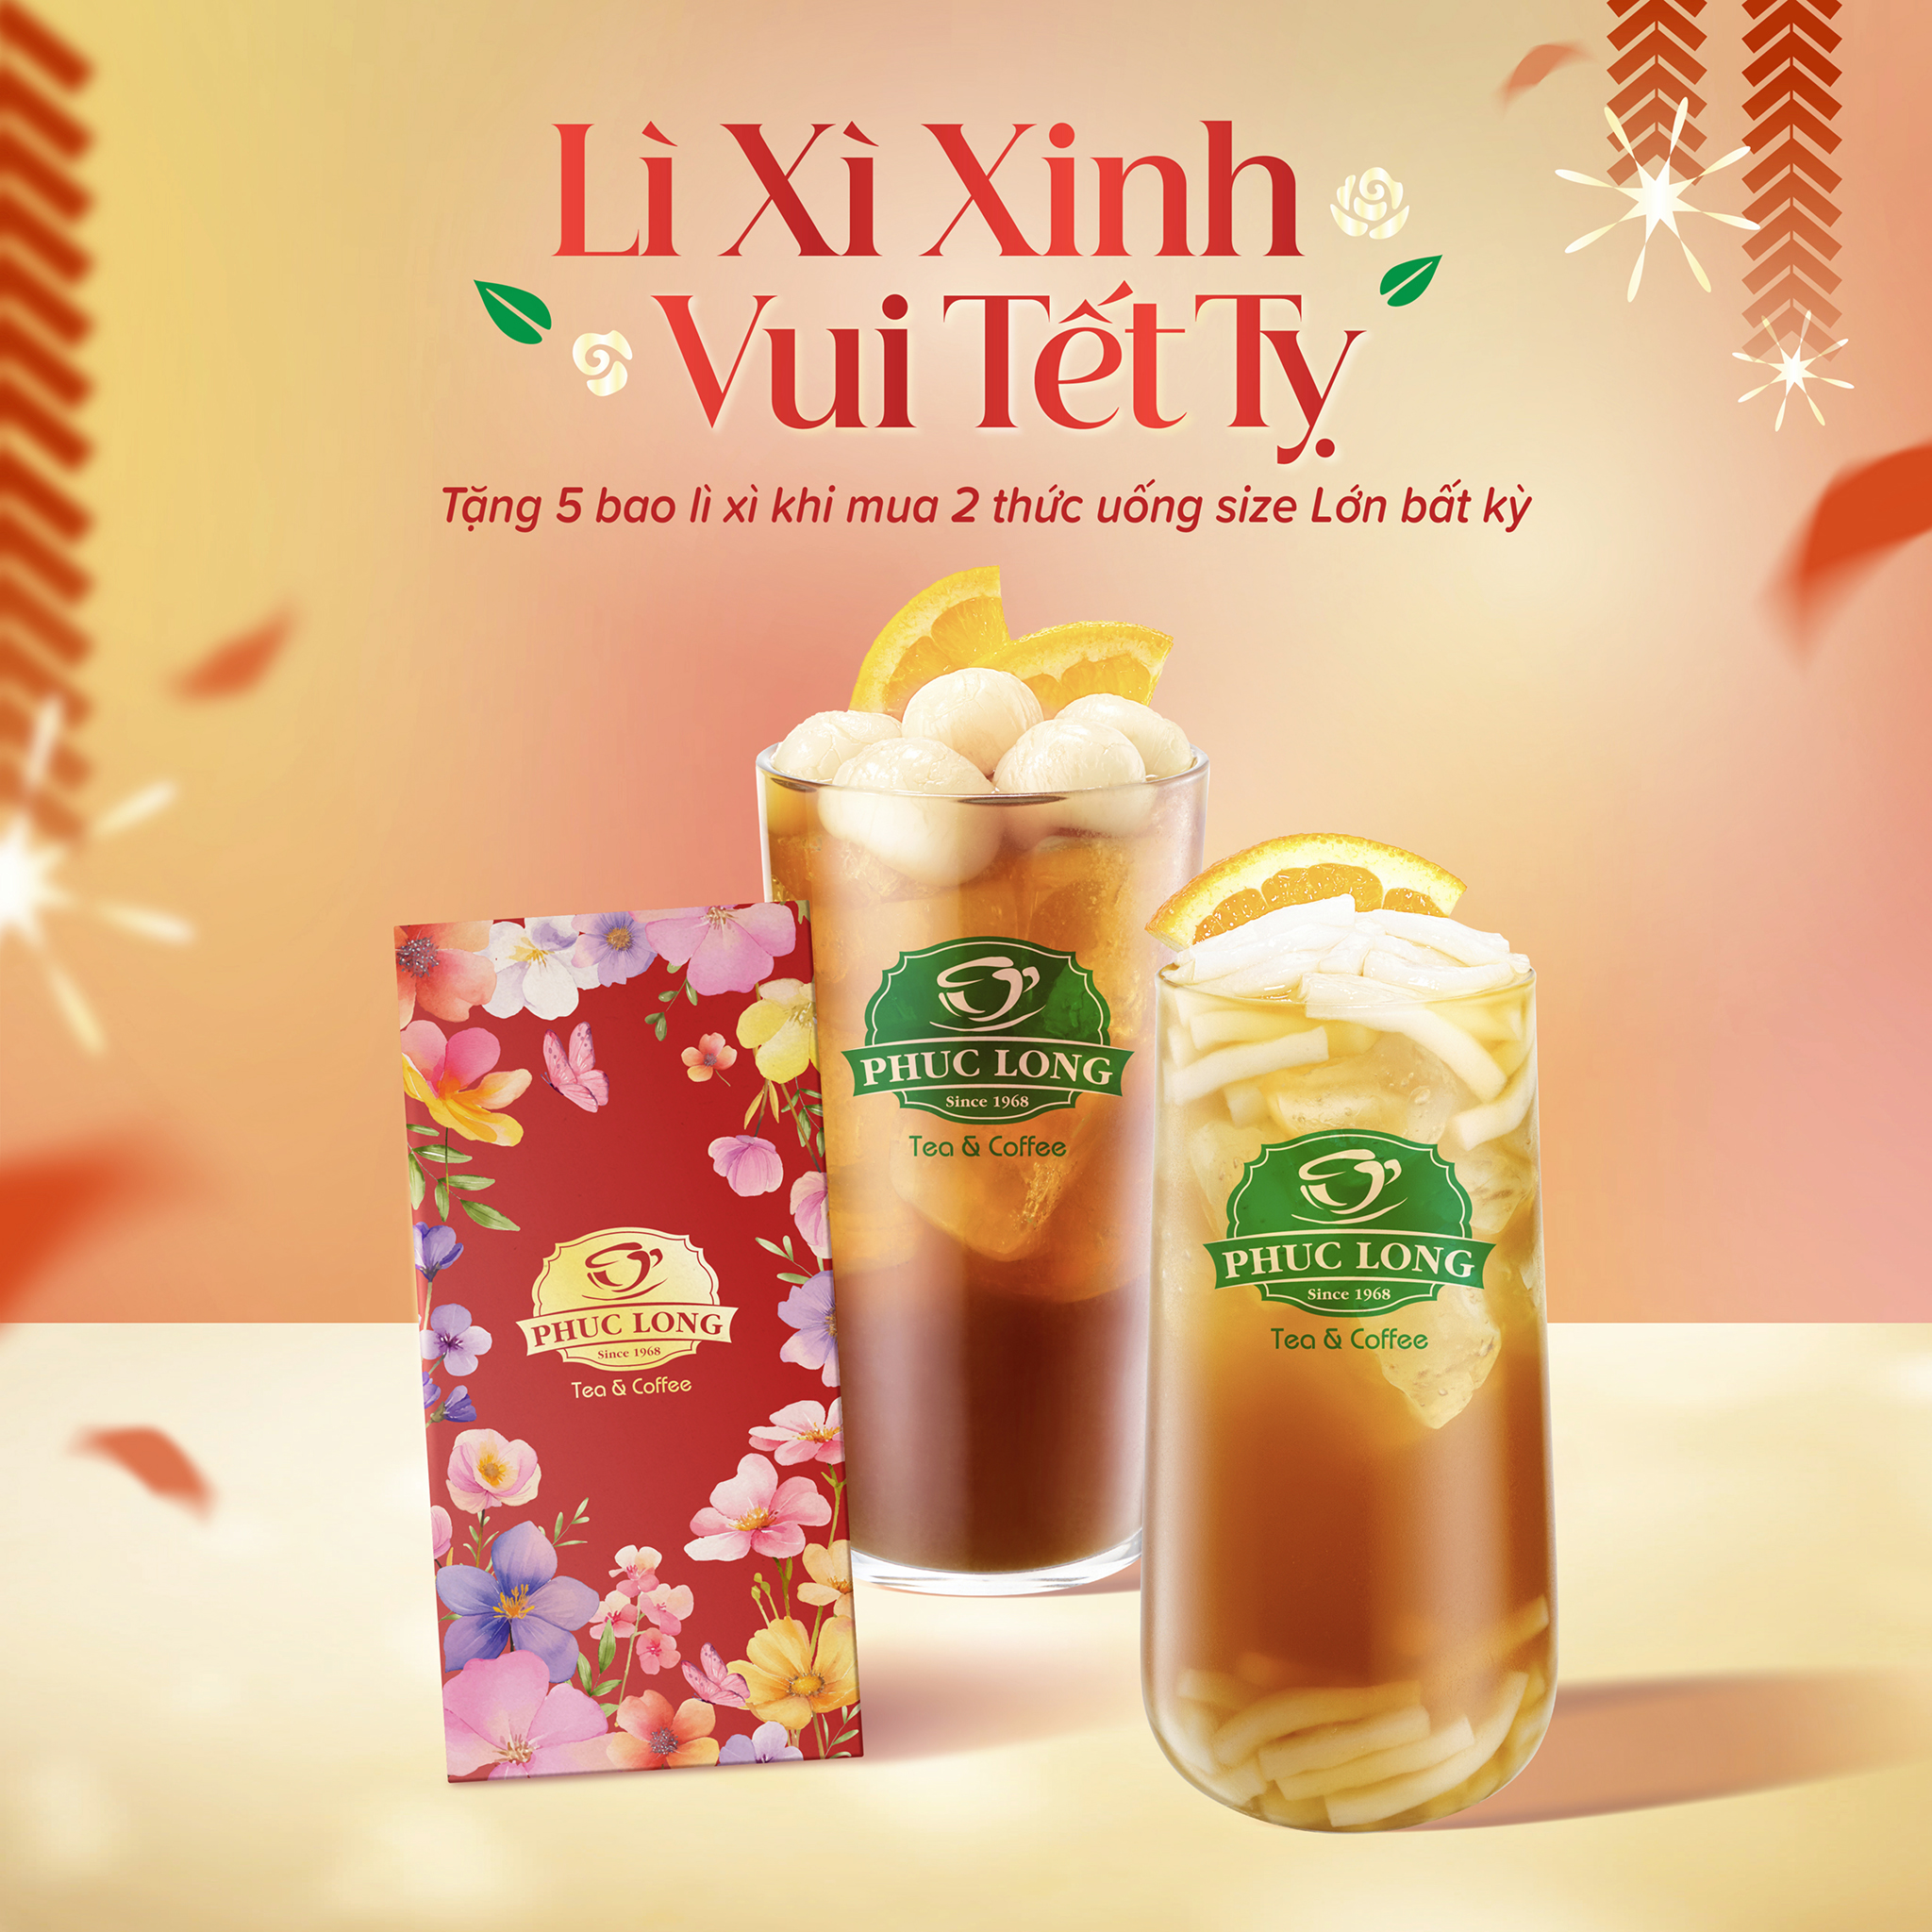 Lì Xì Xinh
Vui Tết Tỵ
Tặng 5 bao lì xì khi mua 2 thức uống size Lớn bất kỳ
PHUC LONG
Since 1968
Tea & Coffee
PHUC LONG
Since 1968
Tea & Coffee
PHUC LONG
Since 1968
Tea & Coffee